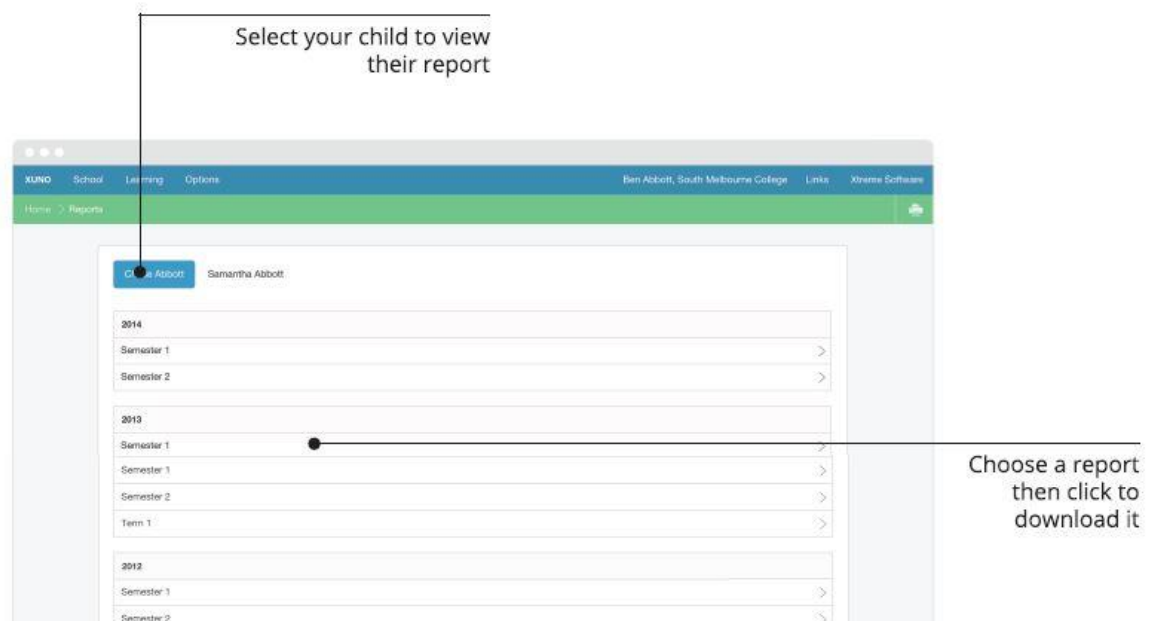 Select your child to view
their report
XUNO School Learning Options Ben Abbott, South Melbourne College Links Xtreme Software
Home > Reports
Abbott Samantha Abbott
2014
Semester 1
Semester 2
2013
Semester 1
Semester 1
Semester 2
Term 1
Choose a report
then click to
download it
2012
Semester 1
Semester 2